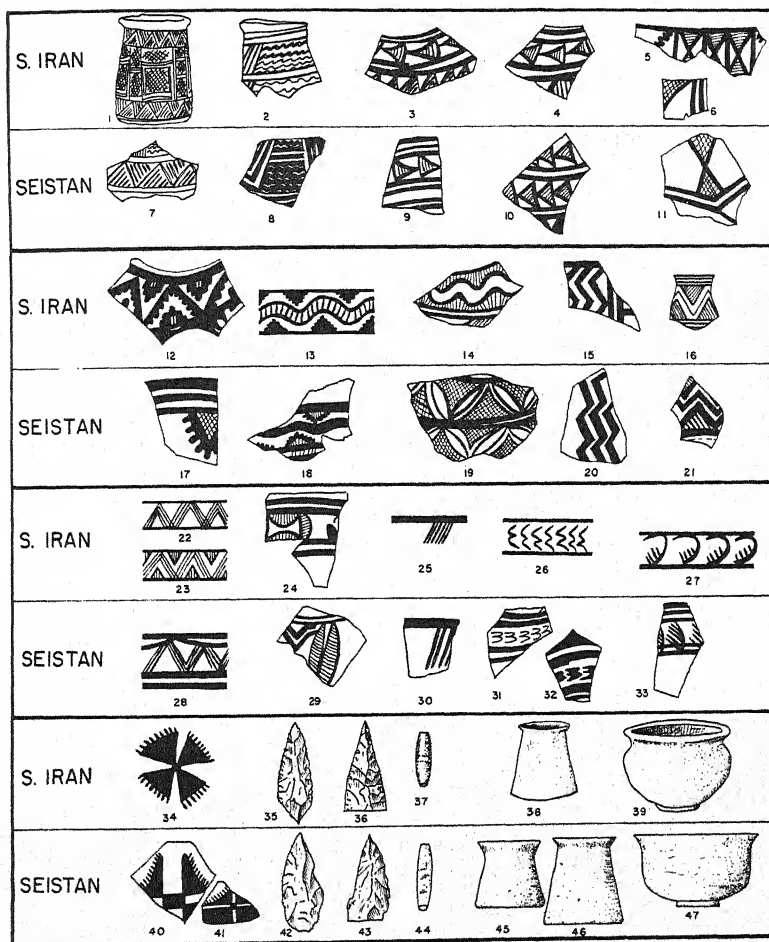 S. IRAN
1 2 3 4 5 6
SEISTAN
7 8 9 10 11
S. IRAN
12 13 14 15 16
SEISTAN
17 18 19 20 21
S. IRAN
22
23 24 25 26 27
SEISTAN
28 29 30 31 32 33
S. IRAN
34 35 36 37 38 39
SEISTAN
40 41 42 43 44 45 46 47